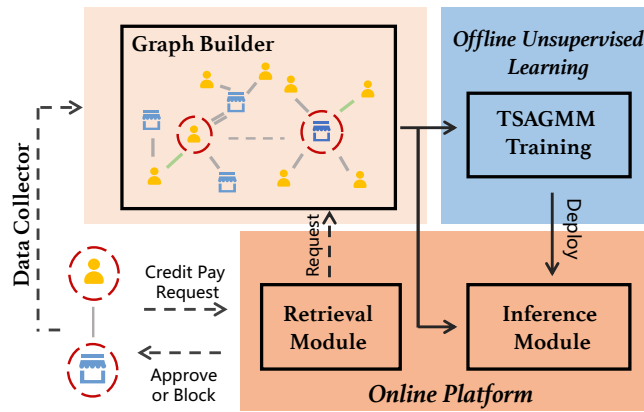 Graph Builder
Offline Unsupervised
Learning
TSAGMM
Training
Data Collector
Deploy
Request
Credit Pay
Request
Retrieval
Module
Inference
Module
Approve
or Block
Online Platform